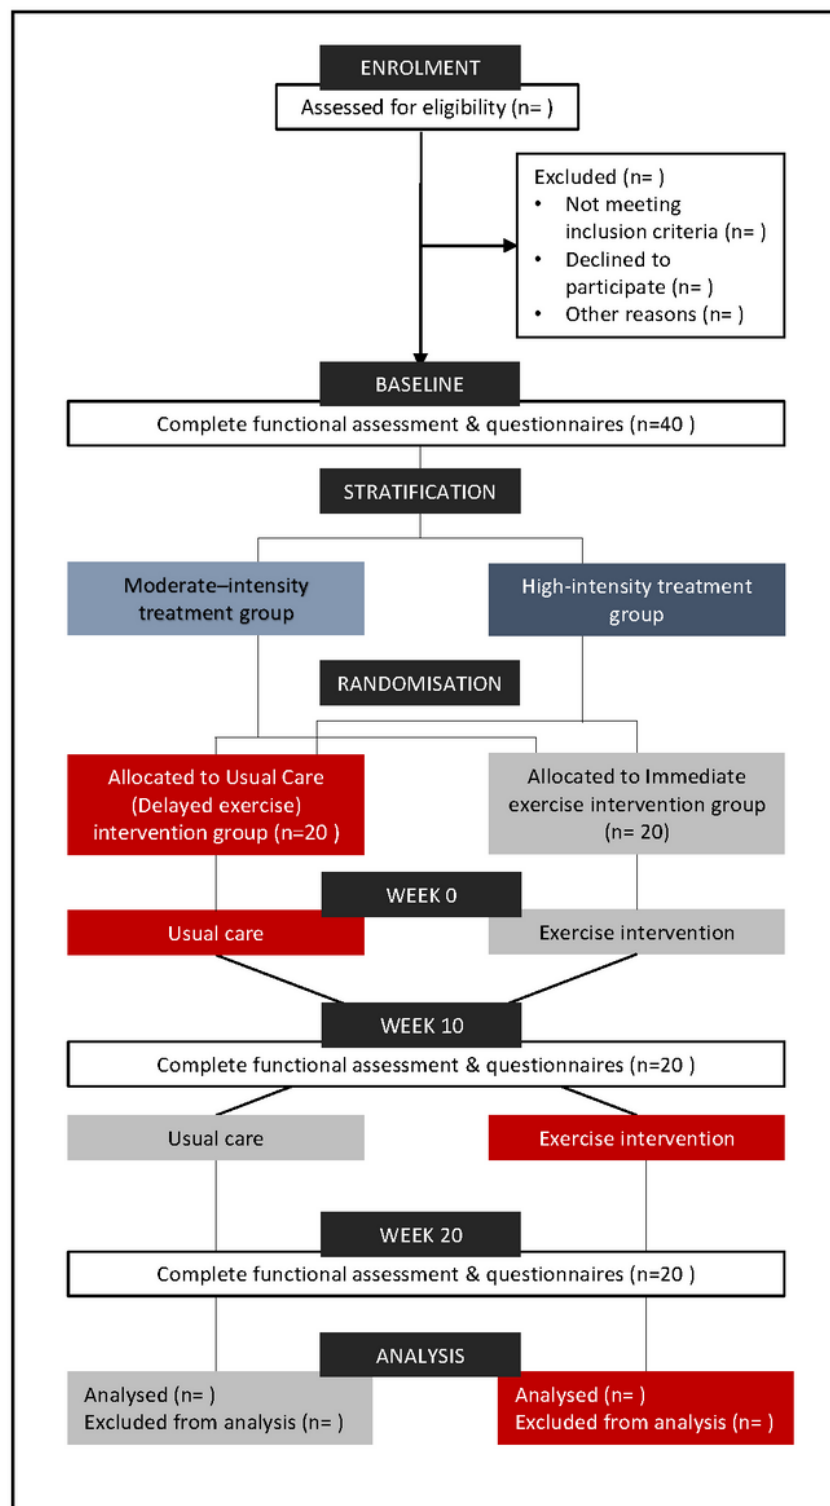 ENROLMENT
Assessed for eligibility (n= )
Excluded (n= )
• Not meeting
inclusion criteria (n= )
• Declined to
participate (n= )
• Other reasons (n= )
BASELINE
Complete functional assessment & questionnaires (n=40 )
STRATIFICATION
Moderate–intensity
treatment group
High-intensity treatment
group
RANDOMISATION
Allocated to Usual Care
(Delayed exercise)
intervention group (n=20 )
Allocated to Immediate
exercise intervention group
(n= 20)
WEEK 0
Usual care
Exercise intervention
WEEK 10
Complete functional assessment & questionnaires (n=20 )
Usual care
Exercise intervention
WEEK 20
Complete functional assessment & questionnaires (n=20 )
ANALYSIS
Analysed (n= )
Excluded from analysis (n= )
Analysed (n= )
Excluded from analysis (n= )